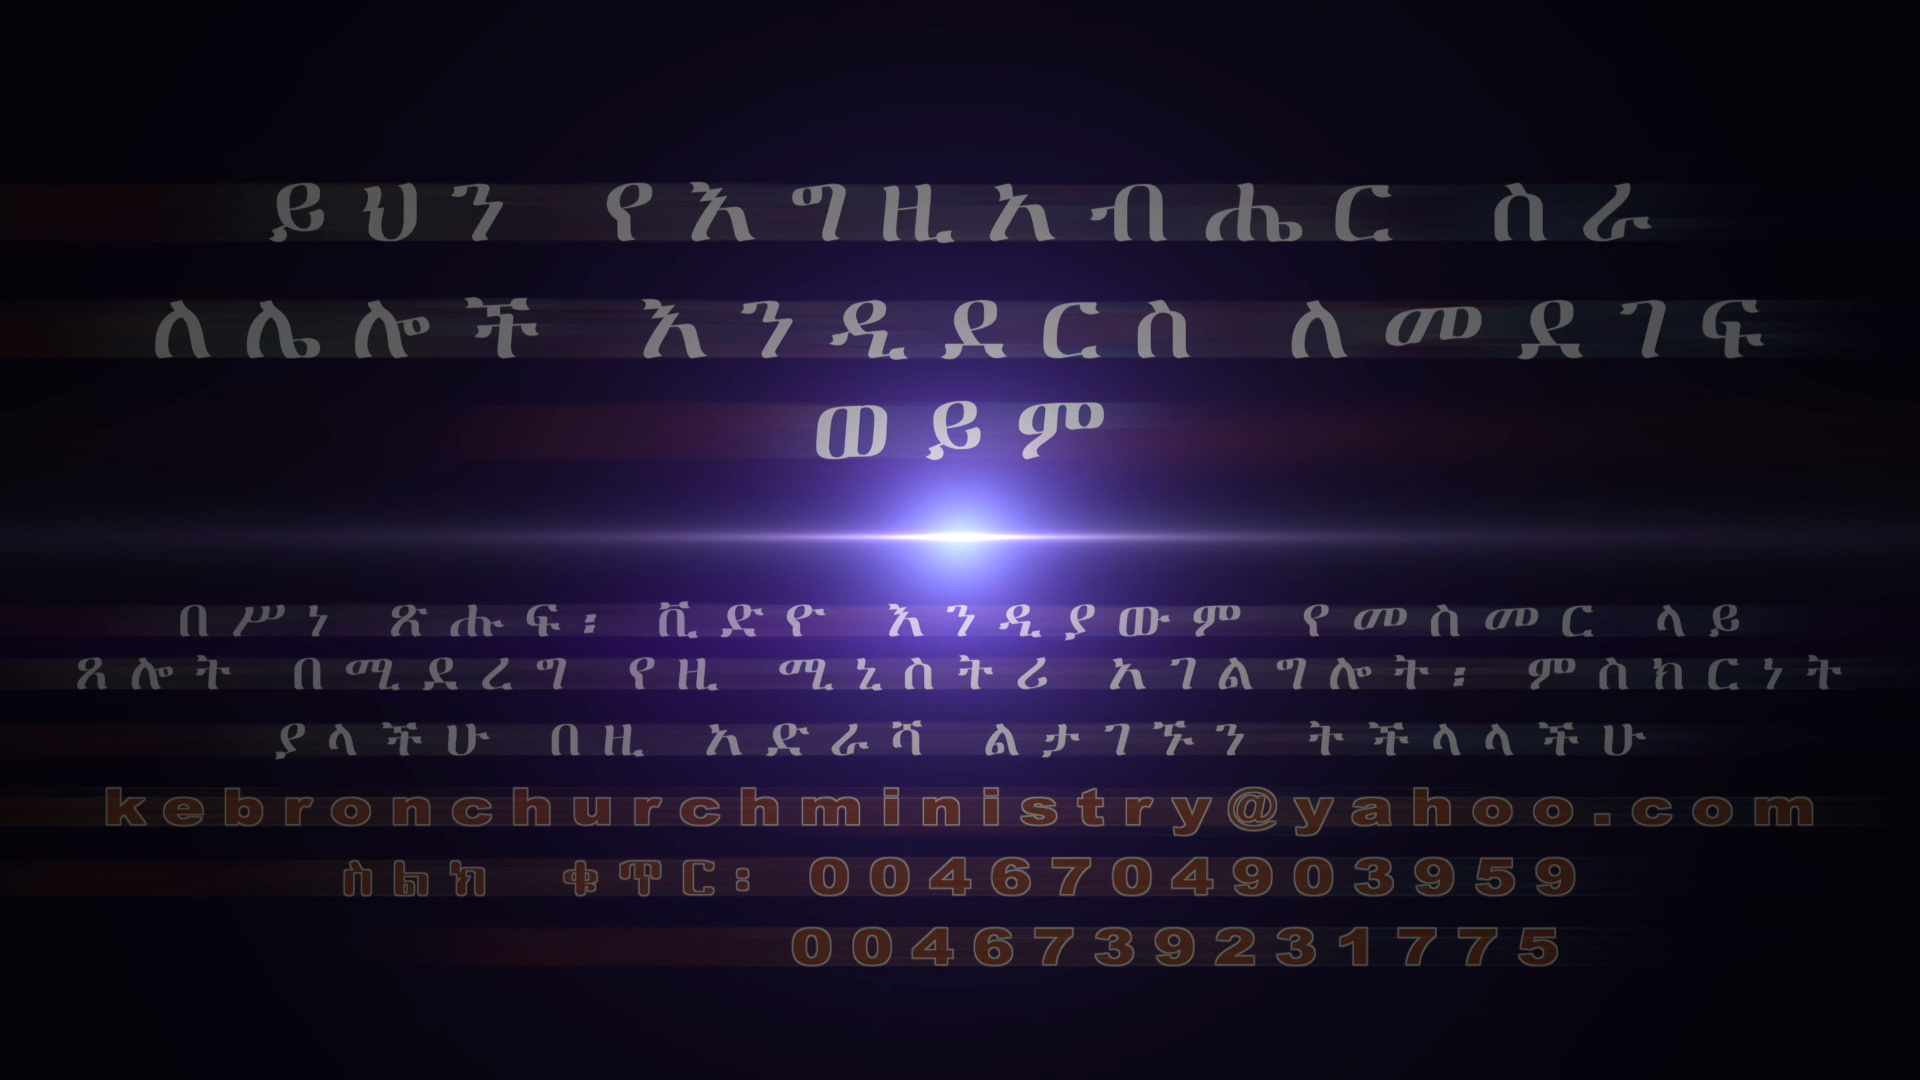 ይህን የእግዚአብሔር ስራ
ለሌሎች እንዲደርስ ለመደገፍ
ወይም
በሥነ ጽሑፍ፣ ቪድዮ እንዲያውም የመስመር ላይ
ጸሎት በሚደረግ የዚ ሚኒስትሪ አገልግሎት፣ ምስክርነት
ያላችሁ በዚ አድራሻ ልታገኙን ትችላላችሁ
kebronchurchministry@yahoo.com
ስልክ ቁጥር፡ 0046704903959
0046739231775